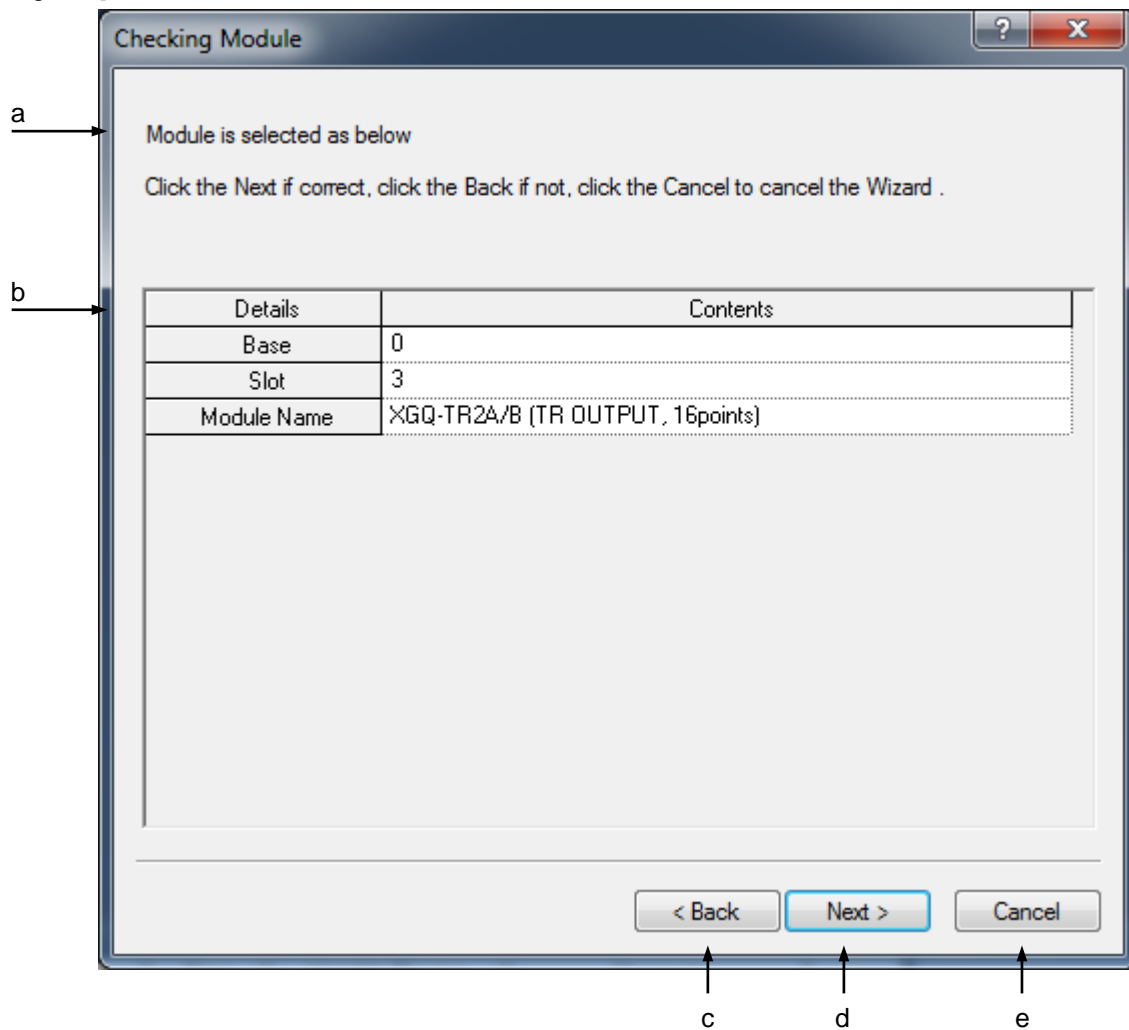 Checking Module
?
x
a
Module is selected as below
Click the Next if correct, click the Back if not, click the Cancel to cancel the Wizard .
b
Details Contents
Base 0
Slot 3
Module Name XGQ-TR2A/B (TR OUTPUT, 16points)
< Back Next > Cancel
c d e